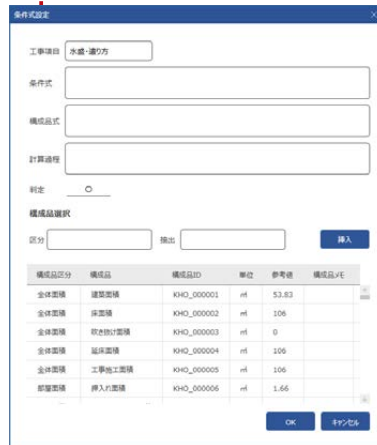 条件式設定
工事項目 水盛・遣り方
条件式
構成品式
計算過程
判定 ○
構成品選択
区分 抽出 挿入
構成品区分 構成品 構成品ID 単位 参考値 構成品メモ
全体面積 建築面積 KHO_000001 ㎡ 53.83
全体面積 床面積 KHO_000002 ㎡ 106
全体面積 吹き抜け面積 KHO_000003 ㎡ 0
全体面積 延床面積 KHO_000004 ㎡ 106
全体面積 工事施工面積 KHO_000005 ㎡ 106
部屋面積 押入れ面積 KHO_000006 ㎡ 1.66
OK キャンセル